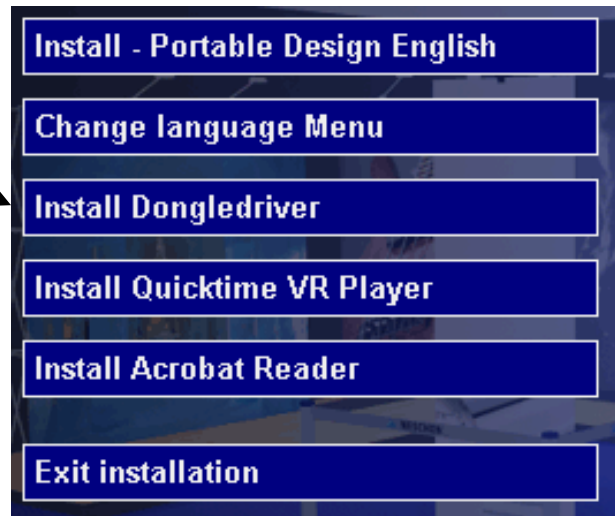 Install - Portable Design English
Change language Menu
Install Dongledriver
Install Quicktime VR Player
Install Acrobat Reader
Exit installation